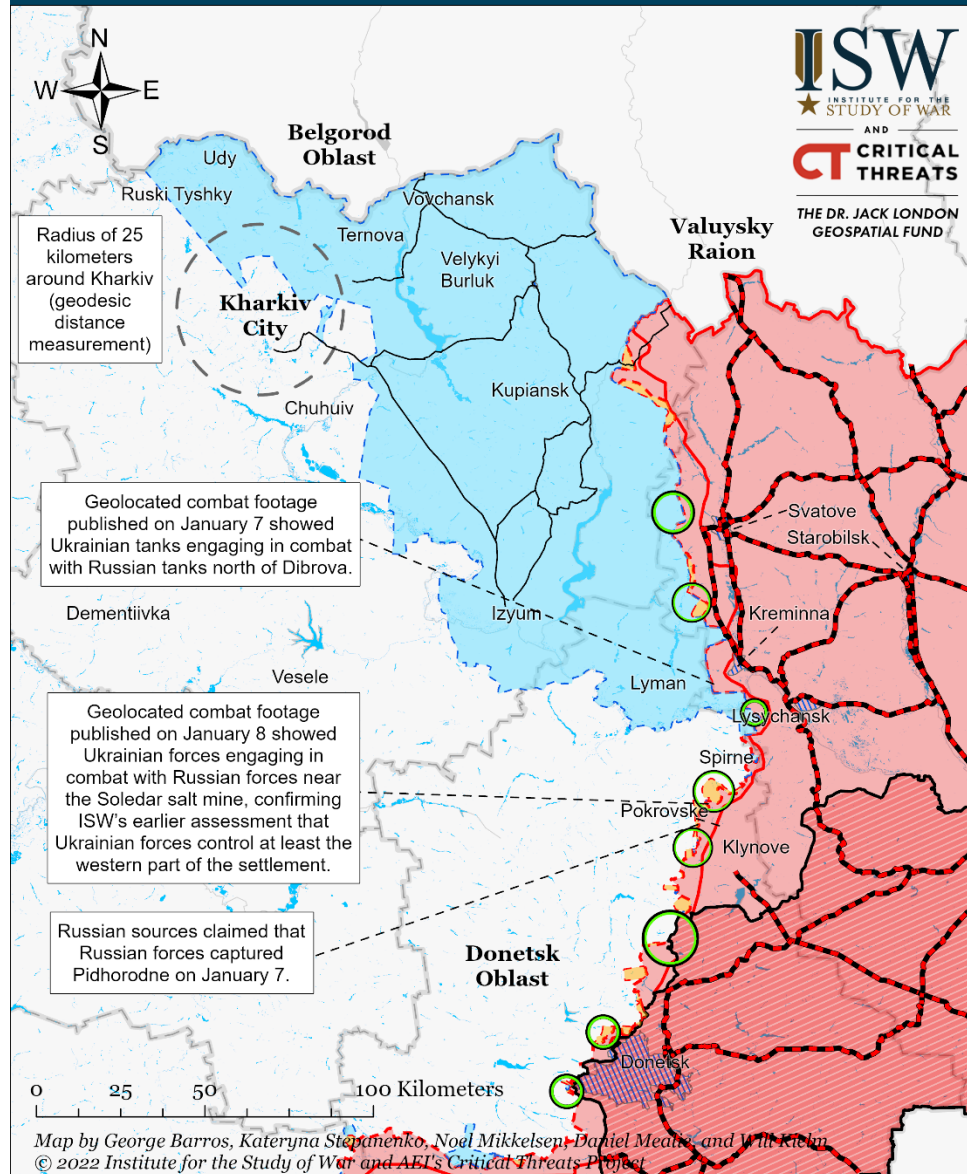 N
W E
S
ISW
INSTITUTE FOR THE
STUDY OF WAR
AND
CT CRITICAL
THREATS
THE DR. JACK LONDON
GEOSPATIAL FUND
Belgorod
Oblast
Udy
Ruski Tyshky
Vovchansk
Ternova
Valuysky
Raion
Velykyi
Burluk
Radius of 25
kilometers
around Kharkiv
(geodesic
distance
measurement)
Kharkiv
City
Kupiansk
Chuhuiv
Geolocated combat footage
published on January 7 showed
Ukrainian tanks engaging in combat
with Russian tanks north of Dibrova.
Svatove
Starobilsk
Dementiivka
Izyum
Kreminna
Vesele
Lyman
Lysychansk
Geolocated combat footage
published on January 8 showed
Ukrainian forces engaging in
combat with Russian forces near
the Soledar salt mine, confirming
ISW's earlier assessment that
Ukrainian forces control at least the
western part of the settlement.
Spirne
Pokrovske
Klynove
Russian sources claimed that
Russian forces captured
Pidhorodne on January 7.
Donetsk
Oblast
Donetsk
0 25 50 100 Kilometers
Map by George Barros, Kateryna Stepanenko, Noel Mikkelsen, Daniel Mealie, and Will Kielm
© 2022 Institute for the Study of War and AEI's Critical Threats Project